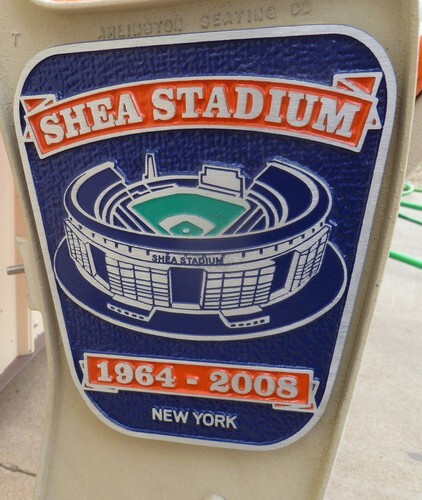 ARLINGTON SEATING CO
T
SHEA STADIUM
SHEA STADIUM
1964 - 2008
NEW YORK